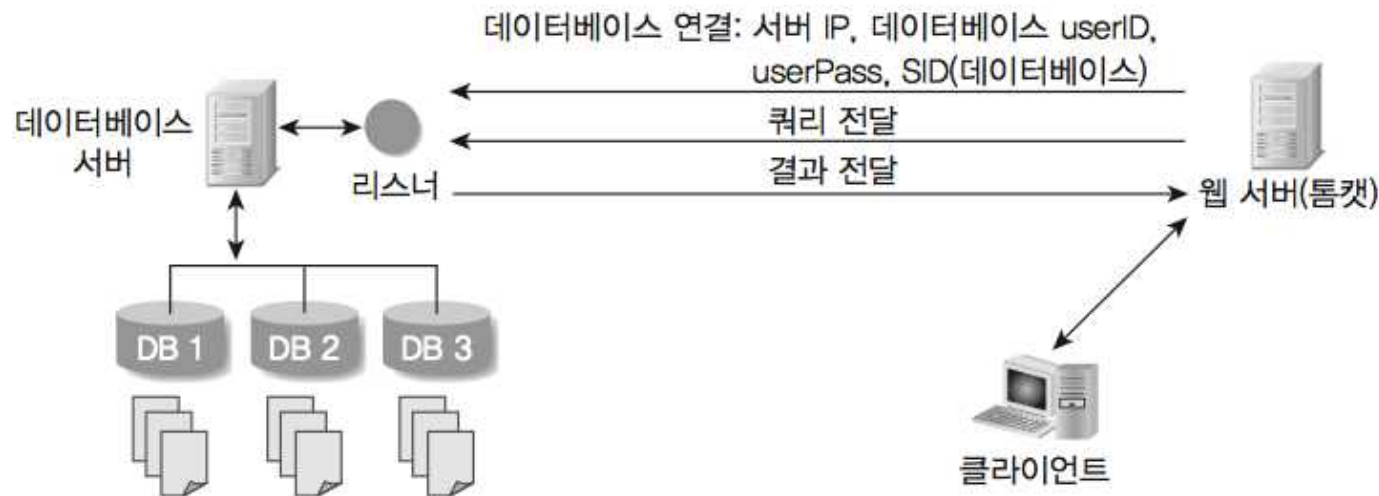 데이터베이스 연결: 서버 IP, 데이터베이스 userID,
userPass, SID(데이터베이스)
쿼리 전달
결과 전달
데이터베이스
서버
리스너
웹 서버(톰캣)
DB 1
DB 2
DB 3
클라이언트